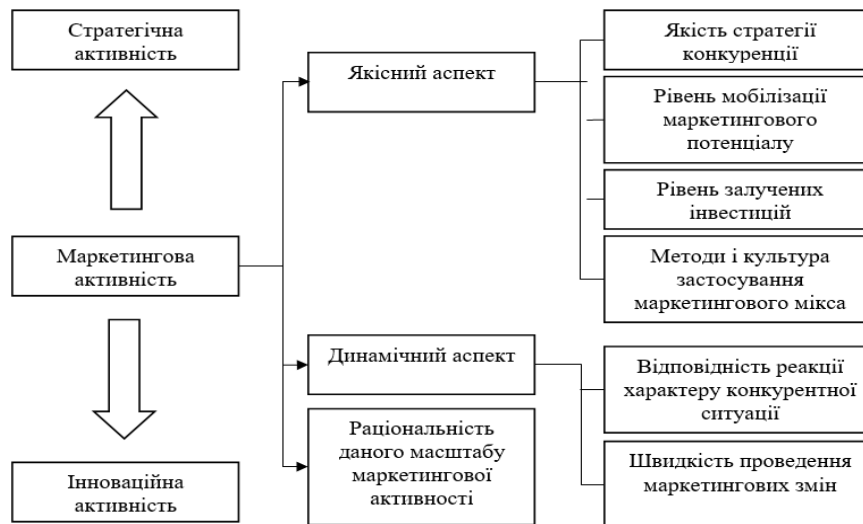 Стратегічна
активність
Маркетингова
активність
Інноваційна
активність
Якісний аспект
Динамічний аспект
Раціональність
даного масштабу
маркетингової
активності
Якість стратегії
конкуренції
Рівень мобілізації
маркетингового
потенціалу
Рівень залучених
інвестицій
Методи і культура
застосування
маркетингового мікса
Відповідність реакції
характеру конкурентної
ситуації
Швидкість проведення
маркетингових змін